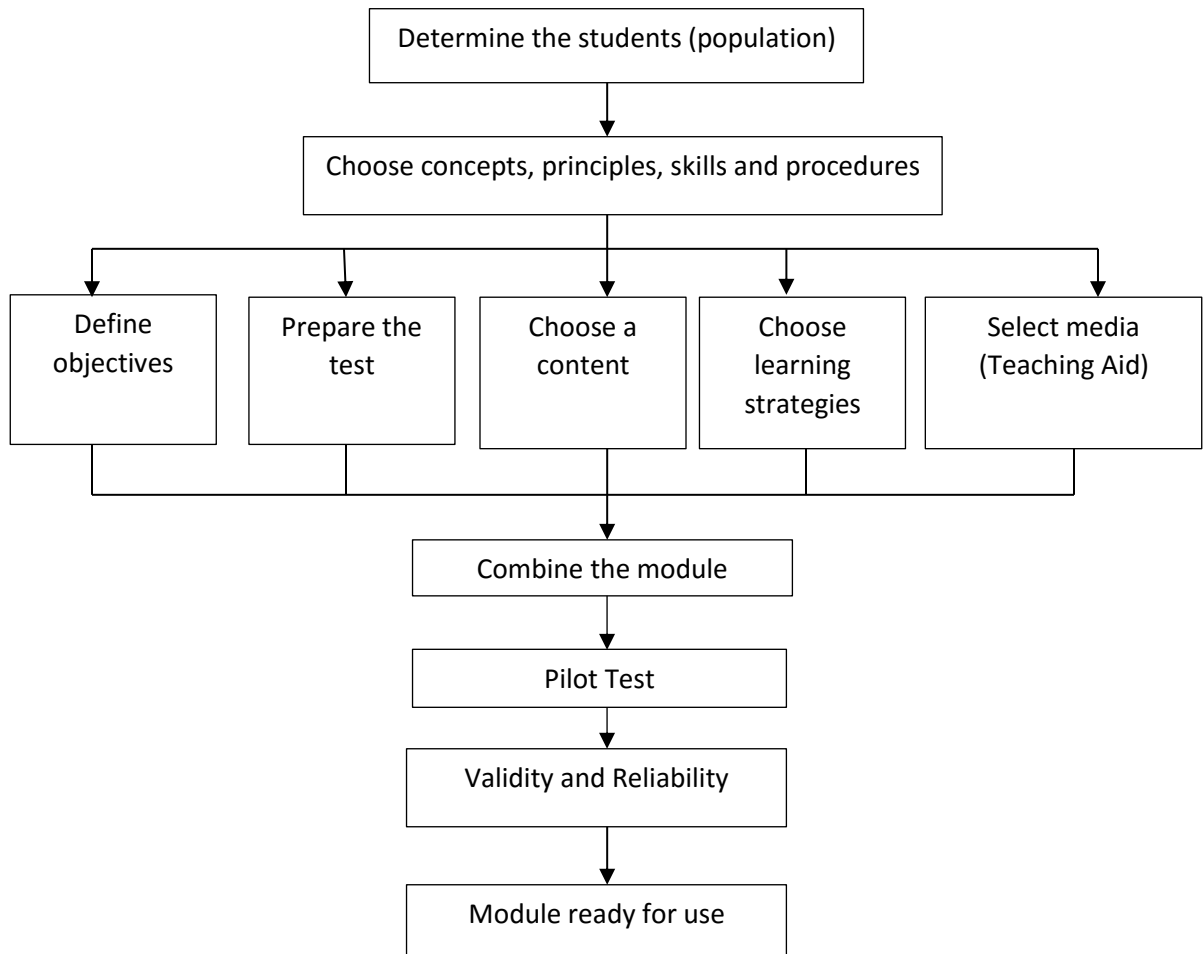 Determine the students (population)
Choose concepts, principles, skills and procedures
Define
objectives
Prepare the
test
Choose a
content
Choose
learning
strategies
Select media
(Teaching Aid)
Combine the module
Pilot Test
Validity and Reliability
Module ready for use